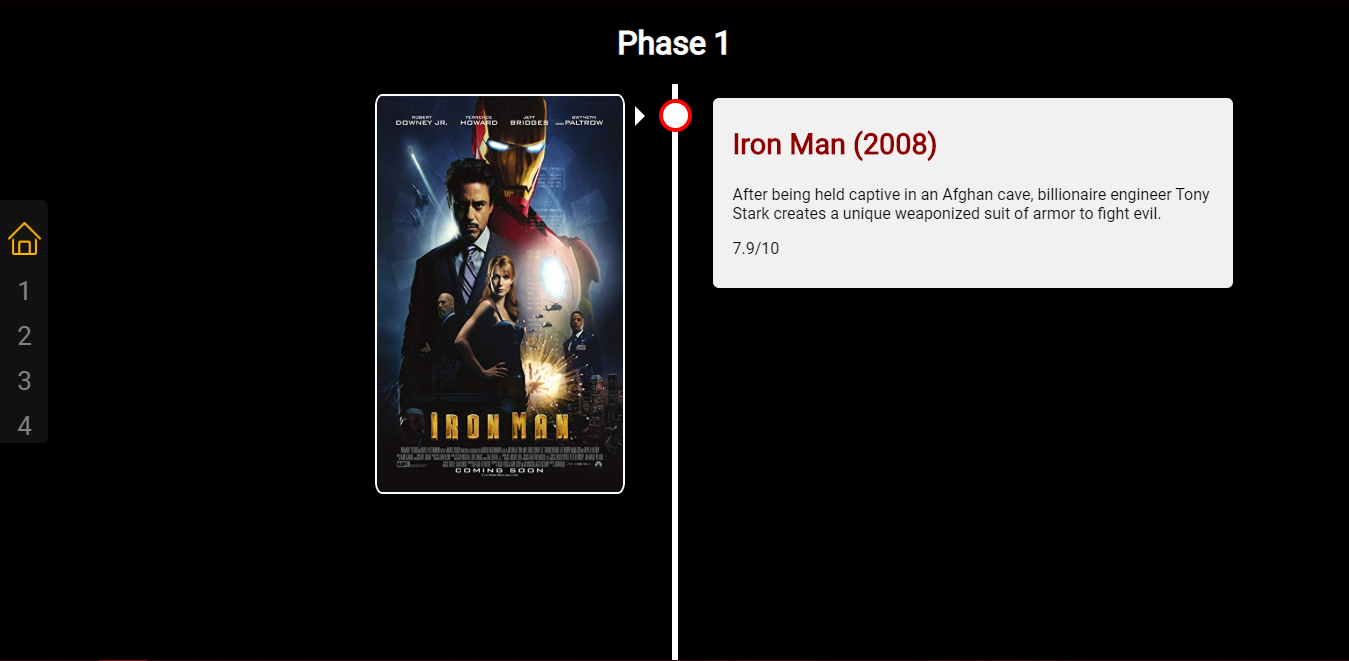 Phase 1
ROBERT DOWNEY JR. TERRENCE HOWARD JEFF BRIDGES AND GWYNETH PALTROW
IRON MAN
COMING SOON
Iron Man (2008)
After being held captive in an Afghan cave, billionaire engineer Tony
Stark creates a unique weaponized suit of armor to fight evil.
7.9/10
1
2
3
4